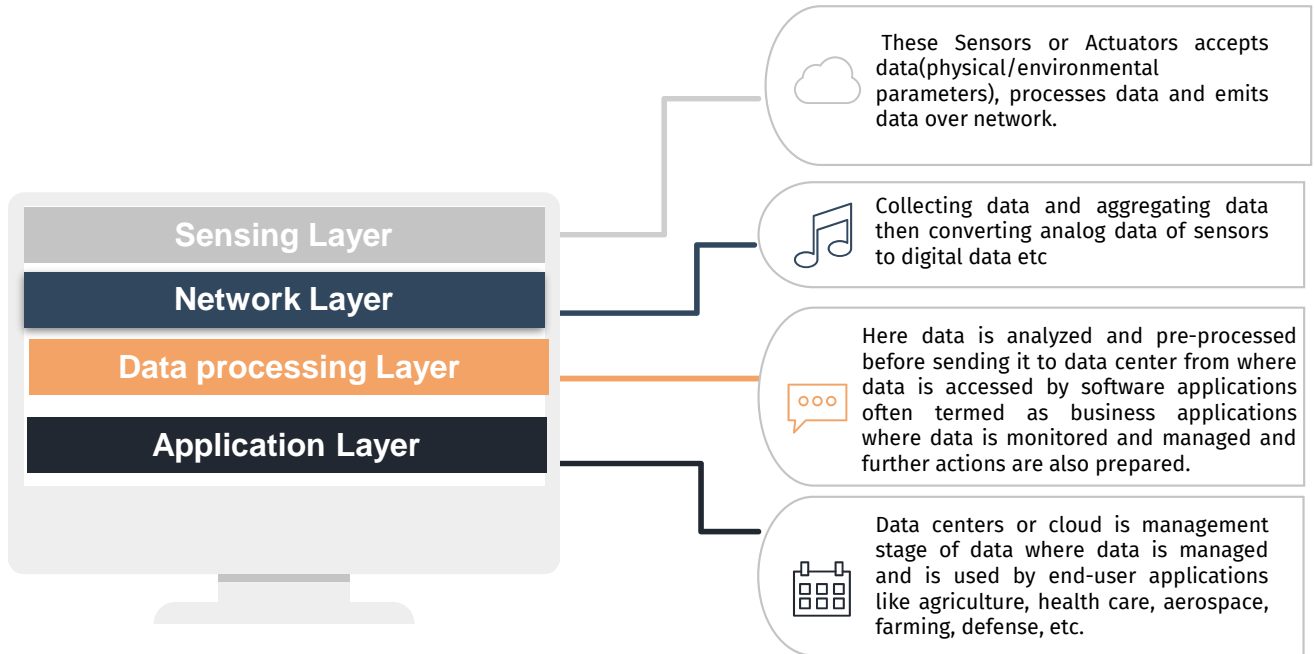 Sensing Layer
Network Layer
Data processing Layer
Application Layer
These Sensors or Actuators accepts
data(physical/environmental
parameters), processes data and emits
data over network.
Collecting data and aggregating data
then converting analog data of sensors
to digital data etc
Here data is analyzed and pre-processed
before sending it to data center from where
data is accessed by software applications
often termed as business applications
where data is monitored and managed and
further actions are also prepared.
Data centers or cloud is management
stage of data where data is managed
and is used by end-user applications
like agriculture, health care, aerospace,
farming, defense, etc.